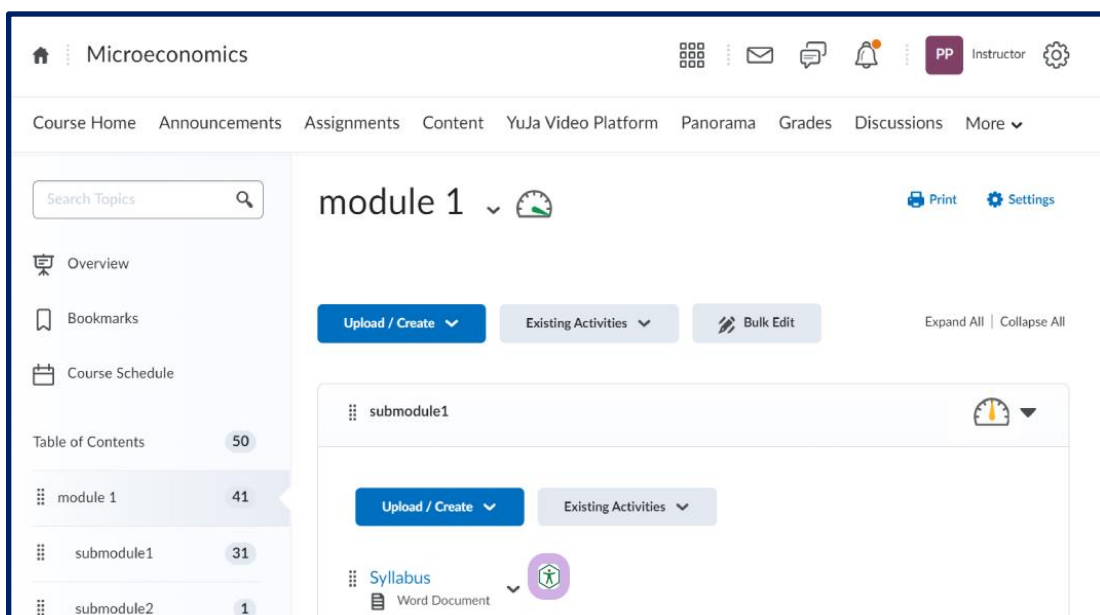 Microeconomics
PP Instructor
Course Home Announcements Assignments Content YuJa Video Platform Panorama Grades Discussions More
Search Topics
module 1
Print Settings
Overview
Bookmarks
Upload / Create Existing Activities Bulk Edit Expand All | Collapse All
Course Schedule
submodule1
Table of Contents 50
module 1 41
Upload / Create Existing Activities
submodule1 31
Syllabus
Word Document
submodule2 1